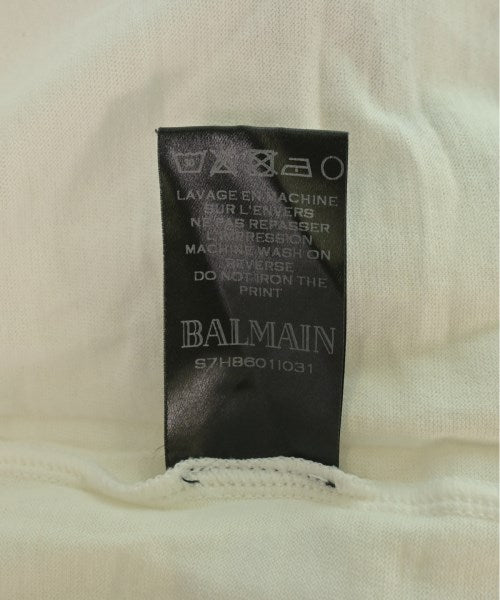 LAVAGE EN MACHINE
SUR L'ENVERS
NE PAS REPASSER
L'IMPRESSION
MACHINE WASH ON
REVERSE
DO NOT IRON THE
PRINT
BALMAIN
S7H8601I031